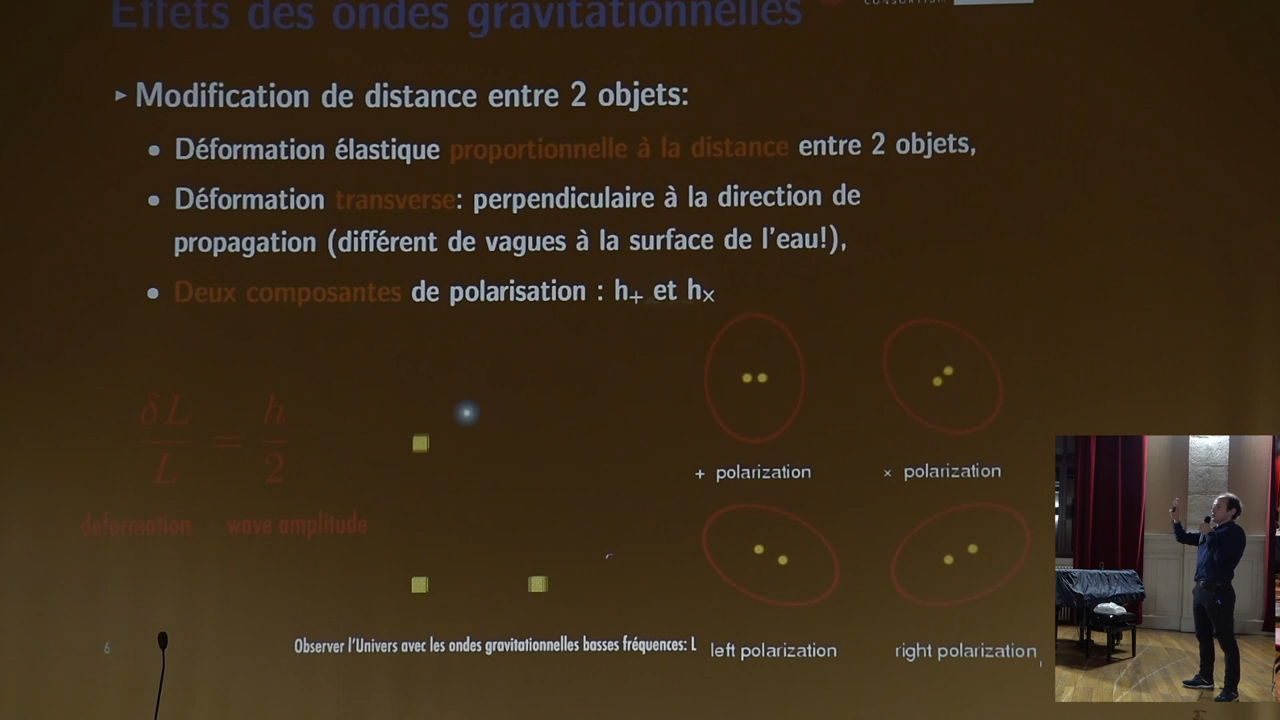 Effets des ondes gravitationnelles
CONSORTIUM
▸ Modification de distance entre 2 objets:
• Déformation élastique proportionnelle à la distance entre 2 objets,
• Déformation transverse: perpendiculaire à la direction de
propagation (différent de vagues à la surface de l'eau!),
• Deux composantes de polarisation : h₊ et hₓ
δL/L = h/2
deformation wave amplitude
+ polarization
× polarization
left polarization
right polarization
6
Observer l'Univers avec les ondes gravitationnelles basses fréquences: L